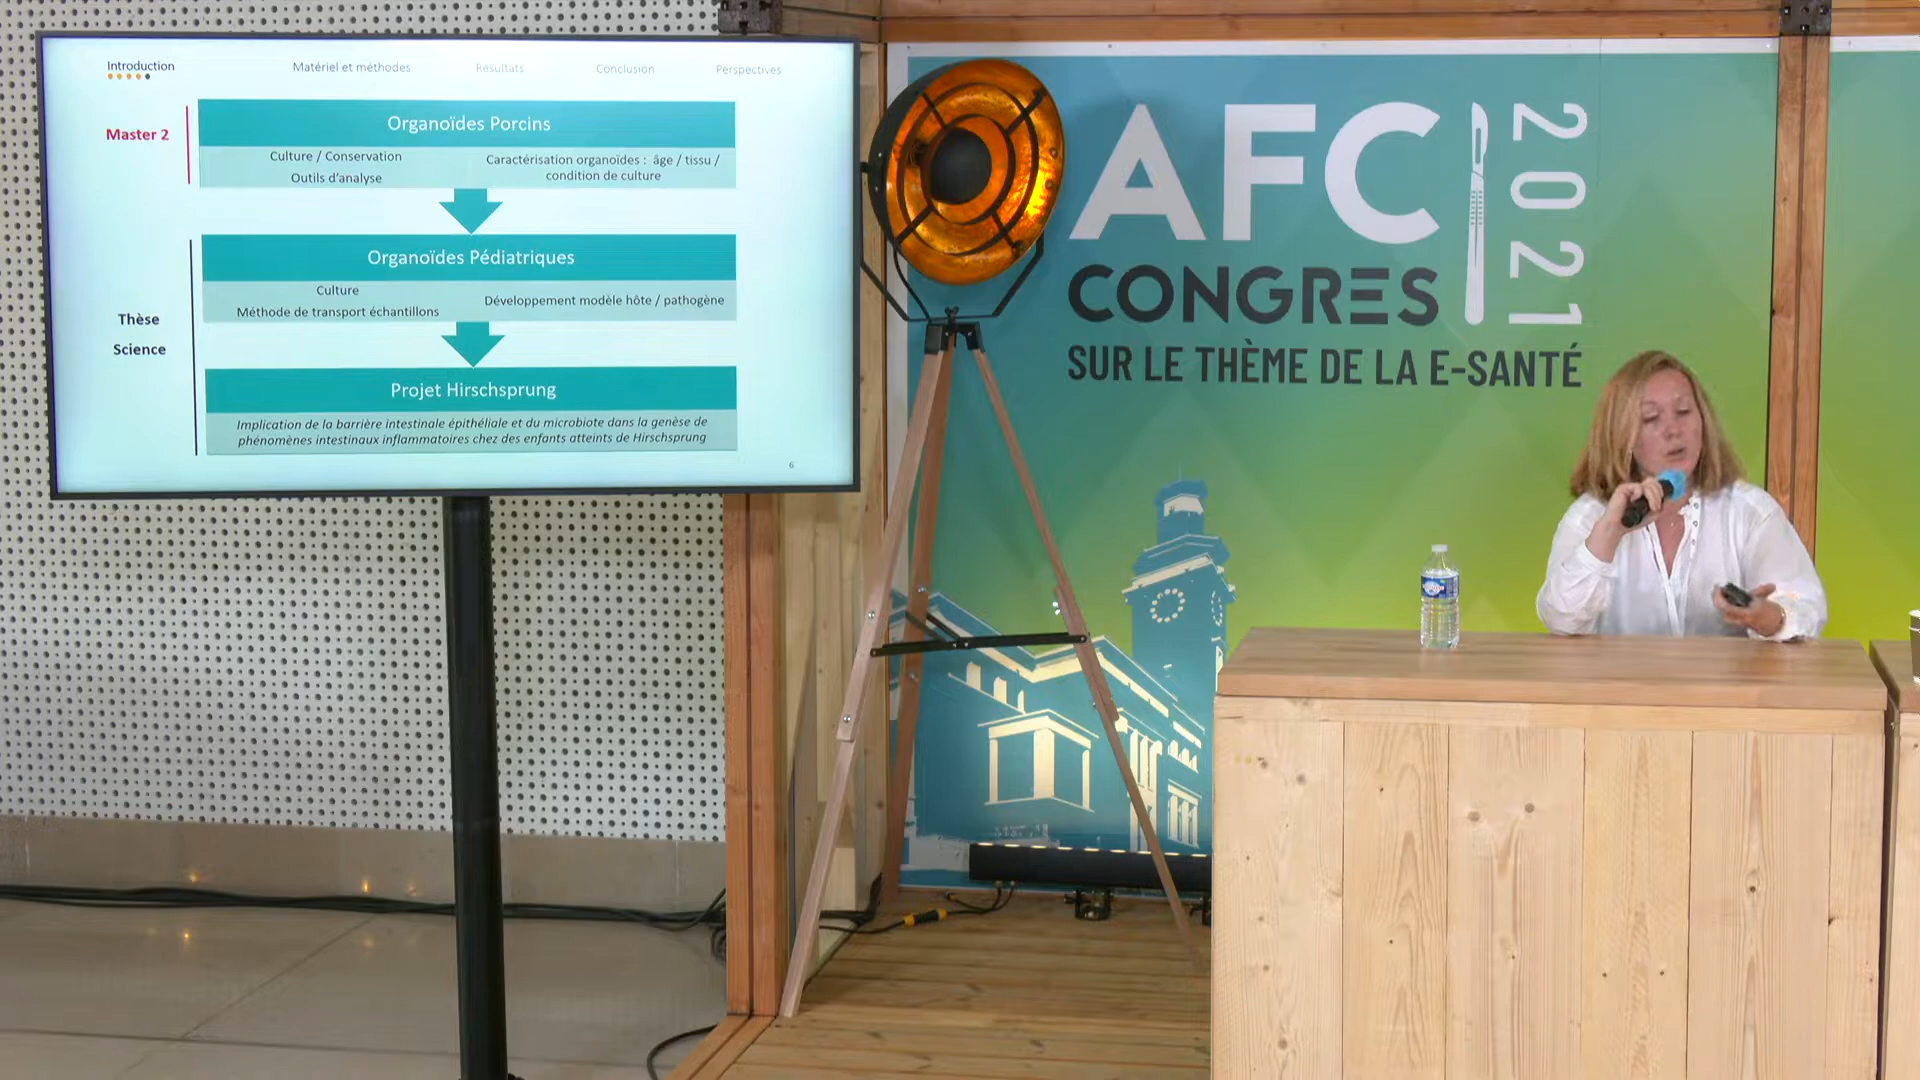 Introduction
Matériel et méthodes
Résultats
Conclusion
Perspectives
Master 2
Organoïdes Porcins
Culture / Conservation
Outils d'analyse
Caractérisation organoïdes : âge / tissu /
condition de culture
Organoïdes Pédiatriques
Culture
Méthode de transport échantillons
Développement modèle hôte / pathogène
Thèse
Science
Projet Hirschsprung
Implication de la barrière intestinale épithéliale et du microbiote dans la genèse de
phénomènes intestinaux inflammatoires chez des enfants atteints de Hirschsprung
6
AFC
2021
CONGRES
SUR LE THÈME DE LA E-SANTÉ